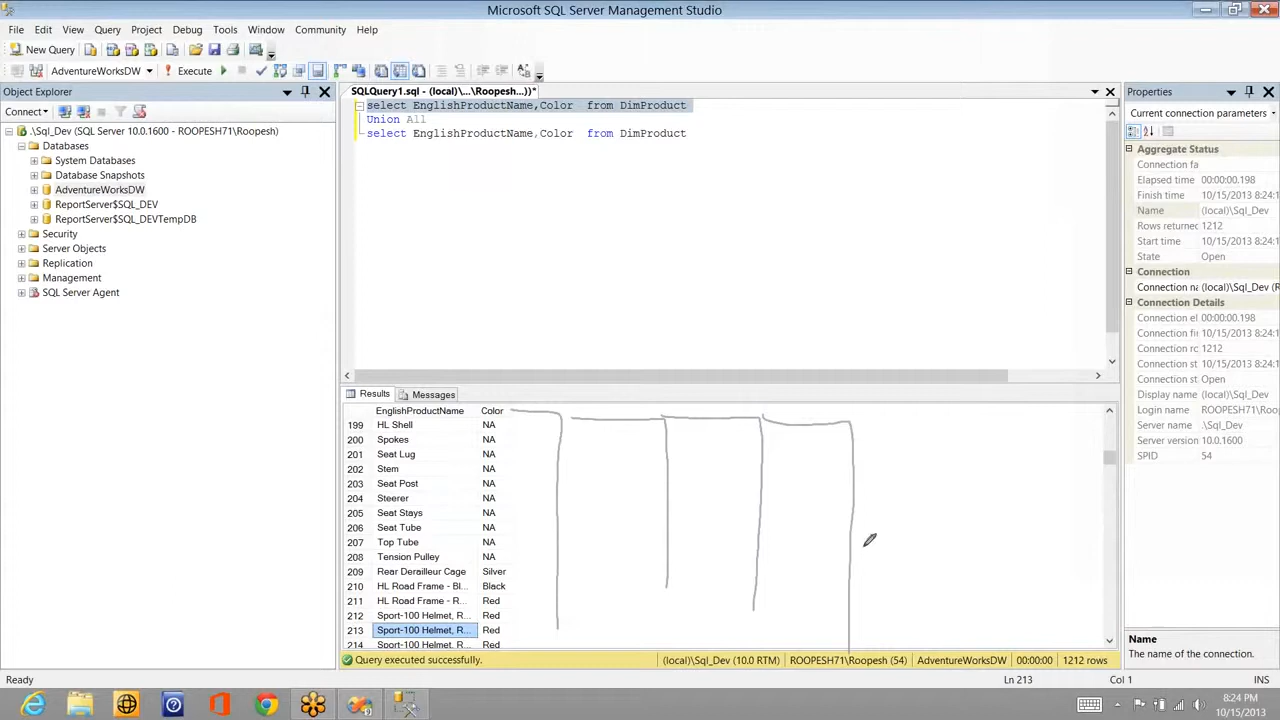 Microsoft SQL Server Management Studio
File Edit View Query Project Debug Tools Window Community Help
New Query
AdventureWorksDW Execute
Object Explorer
SQLQuery1.sql - (local)\...\Roopesh...))*
Properties
Connect
select EnglishProductName,Color from DimProduct
Union All
select EnglishProductName,Color from DimProduct
Current connection parameters
.\Sql_Dev (SQL Server 10.0.1600 - ROOPESH71\Roopesh)
Databases
System Databases
Database Snapshots
AdventureWorksDW
ReportServer$SQL_DEV
ReportServer$SQL_DEVTempDB
Security
Server Objects
Replication
Management
SQL Server Agent
Aggregate Status
Connection fa
Elapsed time 00:00:00.198
Finish time 10/15/2013 8:24:1
Name (local)\Sql_Dev
Rows returned 1212
Start time 10/15/2013 8:24:1
State Open
Connection
Connection na (local)\Sql_Dev (R
Connection Details
Connection el 00:00:00.198
Connection fi 10/15/2013 8:24:1
Connection ro 1212
Connection st 10/15/2013 8:24:1
Connection st Open
Display name (local)\Sql_Dev
Login name ROOPESH71\Roope
Server name .\Sql_Dev
Server version 10.0.1600
SPID 54
Results Messages
EnglishProductName Color
199 HL Shell NA
200 Spokes NA
201 Seat Lug NA
202 Stem NA
203 Seat Post NA
204 Steerer NA
205 Seat Stays NA
206 Seat Tube NA
207 Top Tube NA
208 Tension Pulley NA
209 Rear Derailleur Cage Silver
210 HL Road Frame - Bl... Black
211 HL Road Frame - R... Red
212 Sport-100 Helmet, R... Red
213 Sport-100 Helmet, R... Red
214 Sport-100 Helmet, R... Red
Name
The name of the connection.
Query executed successfully. (local)\Sql_Dev (10.0 RTM) ROOPESH71\Roopesh (54) AdventureWorksDW 00:00:00 1212 rows
Ready Ln 213 Col 1 INS
8:24 PM
10/15/2013